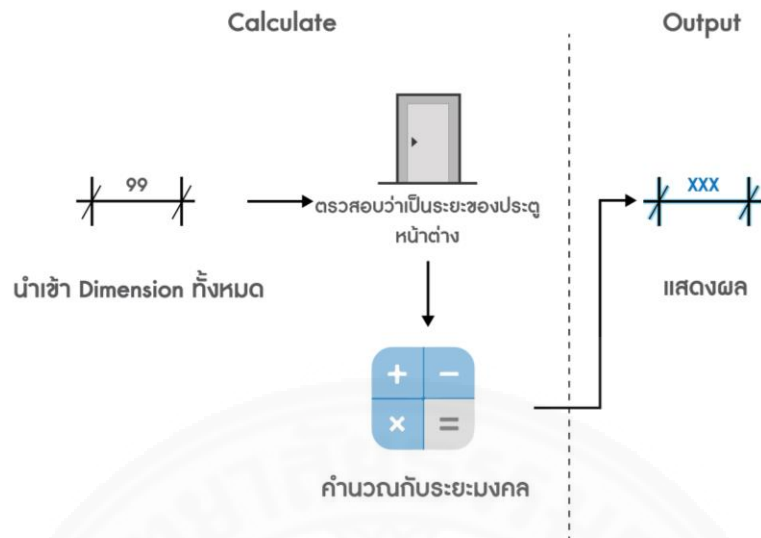 Calculate
Output
99
XXX
ตรวสอบว่าเป็นระยะของประตู
หน้าต่าง
นำเข้า Dimension ทั้งหมด
แสดงผล
คำนวณกับระยะมงคล